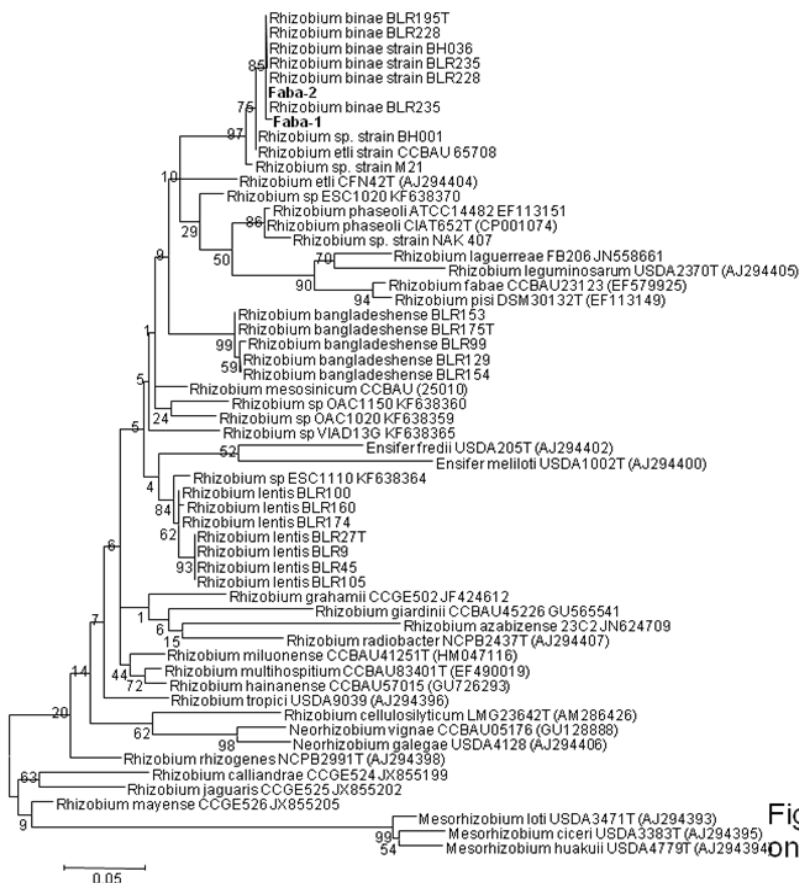 Rhizobium binae BLR195T
Rhizobium binae BLR228
Rhizobium binae strain BH036
Rhizobium binae strain BLR235
Rhizobium binae strain BLR228
85
Faba-2
Rhizobium binae BLR235
75
Faba-1
97
Rhizobium sp. strain BH001
Rhizobium etli strain CCBAU 65708
Rhizobium sp. strain M21
10
Rhizobium etli CFN42T (AJ294404)
Rhizobium sp ESC1020 KF638370
29
Rhizobium phaseoli ATCC14482 EF113151
86
Rhizobium phaseoli CIAT652T (CP001074)
Rhizobium sp. strain NAK 407
50
9
Rhizobium laguerreae FB206 JN558661
70
Rhizobium leguminosarum USDA2370T (AJ294405)
90
Rhizobium fabae CCBAU23123 (EF579925)
94
Rhizobium pisi DSM30132T (EF113149)
Rhizobium bangladeshense BLR153
1
Rhizobium bangladeshense BLR175T
99
Rhizobium bangladeshense BLR99
Rhizobium bangladeshense BLR129
59
Rhizobium bangladeshense BLR154
5
Rhizobium mesosinicum CCBAU (25010)
Rhizobium sp OAC1150 KF638360
24
Rhizobium sp OAC1020 KF638359
5
Rhizobium sp VIAD13G KF638365
Ensifer fredii USDA205T (AJ294402)
52
Ensifer meliloti USDA1002T (AJ294400)
4
Rhizobium sp ESC1110 KF638364
Rhizobium lentis BLR100
84
Rhizobium lentis BLR160
Rhizobium lentis BLR174
62
Rhizobium lentis BLR27T
6
Rhizobium lentis BLR9
93
Rhizobium lentis BLR45
Rhizobium lentis BLR105
Rhizobium grahamii CCGE502 JF424612
1
Rhizobium giardinii CCBAU45226 GU565541
7
6
Rhizobium azabizense 23C2 JN624709
15
Rhizobium radiobacter NCPB2437T (AJ294407)
Rhizobium miluonense CCBAU41251T (HM047116)
14
44
Rhizobium multihospitium CCBAU83401T (EF490019)
72
Rhizobium hainanense CCBAU57015 (GU726293)
Rhizobium tropici USDA9039 (AJ294396)
20
Rhizobium cellulosilyticum LMG23642T (AM286426)
62
Neorhizobium vignae CCBAU05176 (GU128888)
98
Neorhizobium galegae USDA4128 (AJ294406)
Rhizobium rhizogenes NCPB2991T (AJ294398)
63
Rhizobium calliandrae CCGE524 JX855199
Rhizobium jaguaris CCGE525 JX855202
Rhizobium mayense CCGE526 JX855205
9
Mesorhizobium loti USDA3471T (AJ294393)
Fig
99
Mesorhizobium ciceri USDA3383T (AJ294395)
54
Mesorhizobium huakuii USDA4779T (AJ294394)
on
0.05